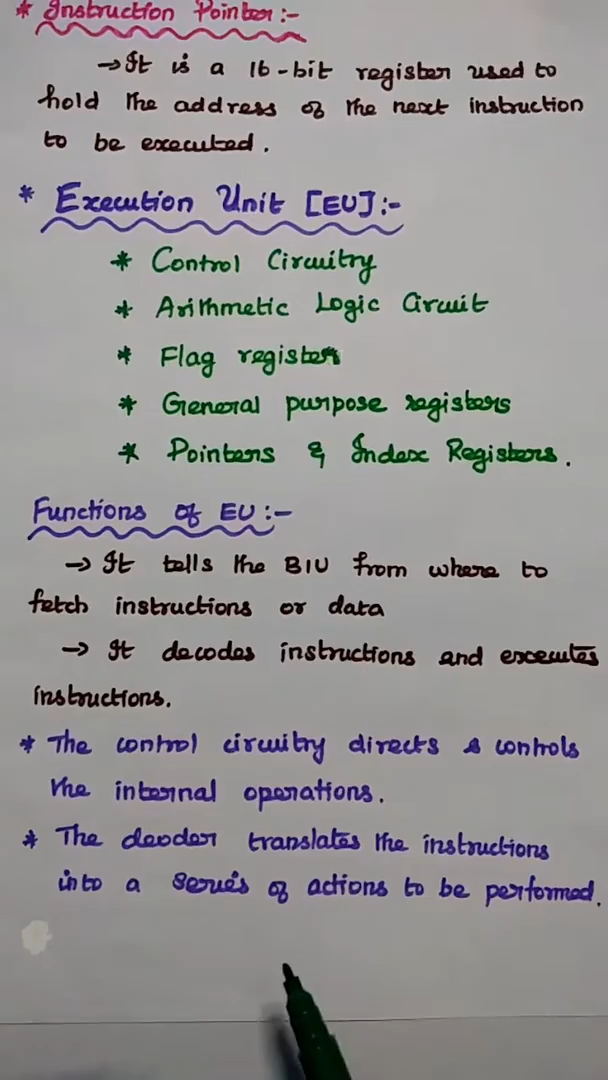 * Instruction Pointer:-
→ It is a 16-bit register used to
hold the address of the next instruction
to be executed.
* Execution Unit [EU]:-
* Control Circuitry
* Arithmetic Logic Circuit
* Flag register
* General purpose registers
* Pointers & Index Registers.
Functions of EU:-
→ It tells the BIU from where to
fetch instructions or data
→ It decodes instructions and executes
instructions.
* The control circuitry directs & controls
the internal operations.
* The deoder translates the instructions
into a series of actions to be performed.